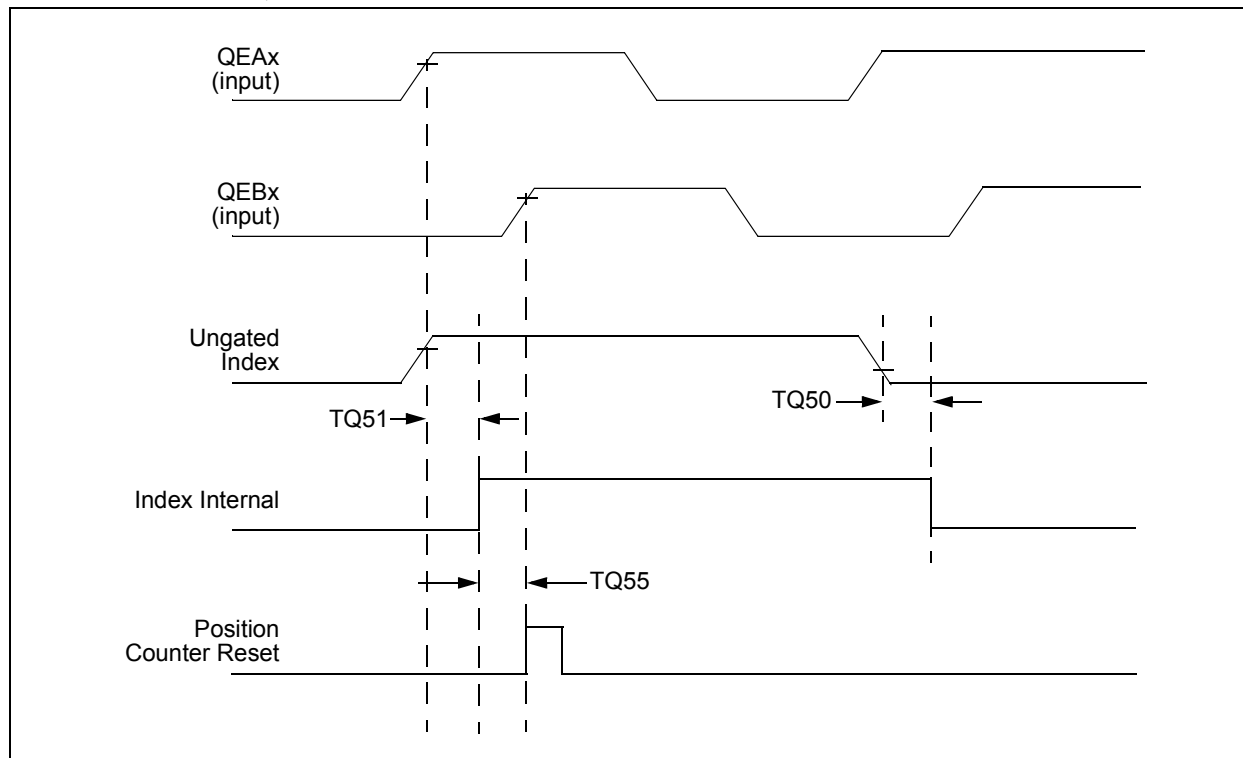 QEAx
(input)
QEBx
(input)
Ungated
Index
TQ51
TQ50
Index Internal
TQ55
Position
Counter Reset